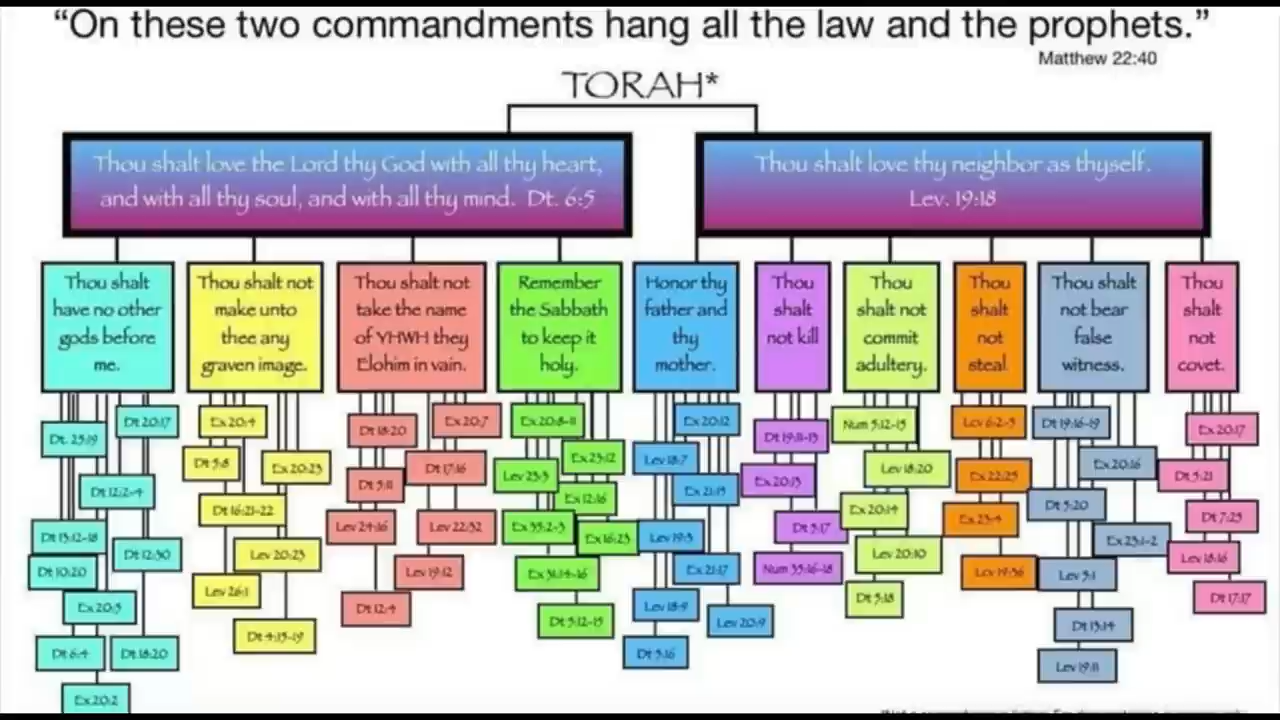 “On these two commandments hang all the law and the prophets.”
Matthew 22:40
TORAH*
Thou shalt love the Lord thy God with all thy heart,
and with all thy soul, and with all thy mind. Dt. 6:5
Thou shalt love thy neighbor as thyself.
Lev. 19:18
Thou shalt
have no other
gods before
me.
Thou shalt not
make unto
thee any
graven image.
Thou shalt not
take the name
of YHWH they
Elohim in vain.
Remember
the Sabbath
to keep it
holy.
Honor thy
father and
thy
mother.
Thou
shalt
not kill
Thou
shalt not
commit
adultery.
Thou
shalt
not
steal.
Thou shalt
not bear
false
witness.
Thou
shalt
not
covet.
Dt 20:17
Dt. 23:19
Dt 12:2-4
Dt 13:12-18
Dt 12:30
Dt 10:20
Ex 20:3
Dt 6:4
Dt 18:20
Ex 20:2
Ex 20:4
Dt 5:8
Ex 20:23
Dt 16:21-22
Lev 20:23
Lev 26:1
Dt 4:15-19
Ex 20:7
Dt 18:20
Dt 17:16
Dt 5:11
Lev 24:16
Lev 22:32
Lev 19:12
Dt 12:4
Ex 20:8-11
Ex 23:12
Lev 23:3
Ex 12:16
Ex 35:2-3
Ex 16:23
Ex 31:14-16
Dt 5:12-15
Ex 20:12
Lev 18:7
Ex 21:15
Lev 19:3
Ex 21:17
Lev 18:9
Lev 20:9
Dt 5:16
Dt 19:11-13
Ex 20:13
Dt 5:17
Num 35:16-18
Num 5:12-15
Lev 18:20
Ex 20:14
Lev 20:10
Dt 5:18
Lev 6:2-5
Ex 22:25
Ex 23:4
Lev 19:36
Dt 19:16-19
Ex 20:16
Dt 5:20
Ex 23:1-2
Lev 5:1
Dt 13:14
Lev 19:11
Ex 20:17
Dt 5:21
Dt 7:25
Lev 18:16
Dt 17:17